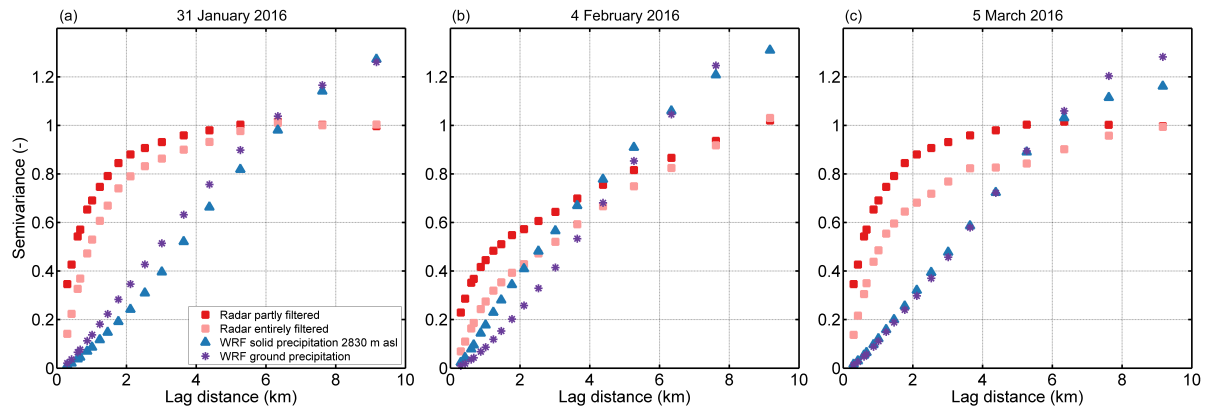 (a) 31 January 2016
(b) 4 February 2016
(c) 5 March 2016
Semivariance (-)
1.2
1
0.8
0.6
0.4
0.2
0
0 2 4 6 8 10
Lag distance (km)
Radar partly filtered
Radar entirely filtered
WRF solid precipitation 2830 m asl
WRF ground precipitation
1.2
1
0.8
0.6
0.4
0.2
0
0 2 4 6 8 10
Lag distance (km)
1.2
1
0.8
0.6
0.4
0.2
0
0 2 4 6 8 10
Lag distance (km)